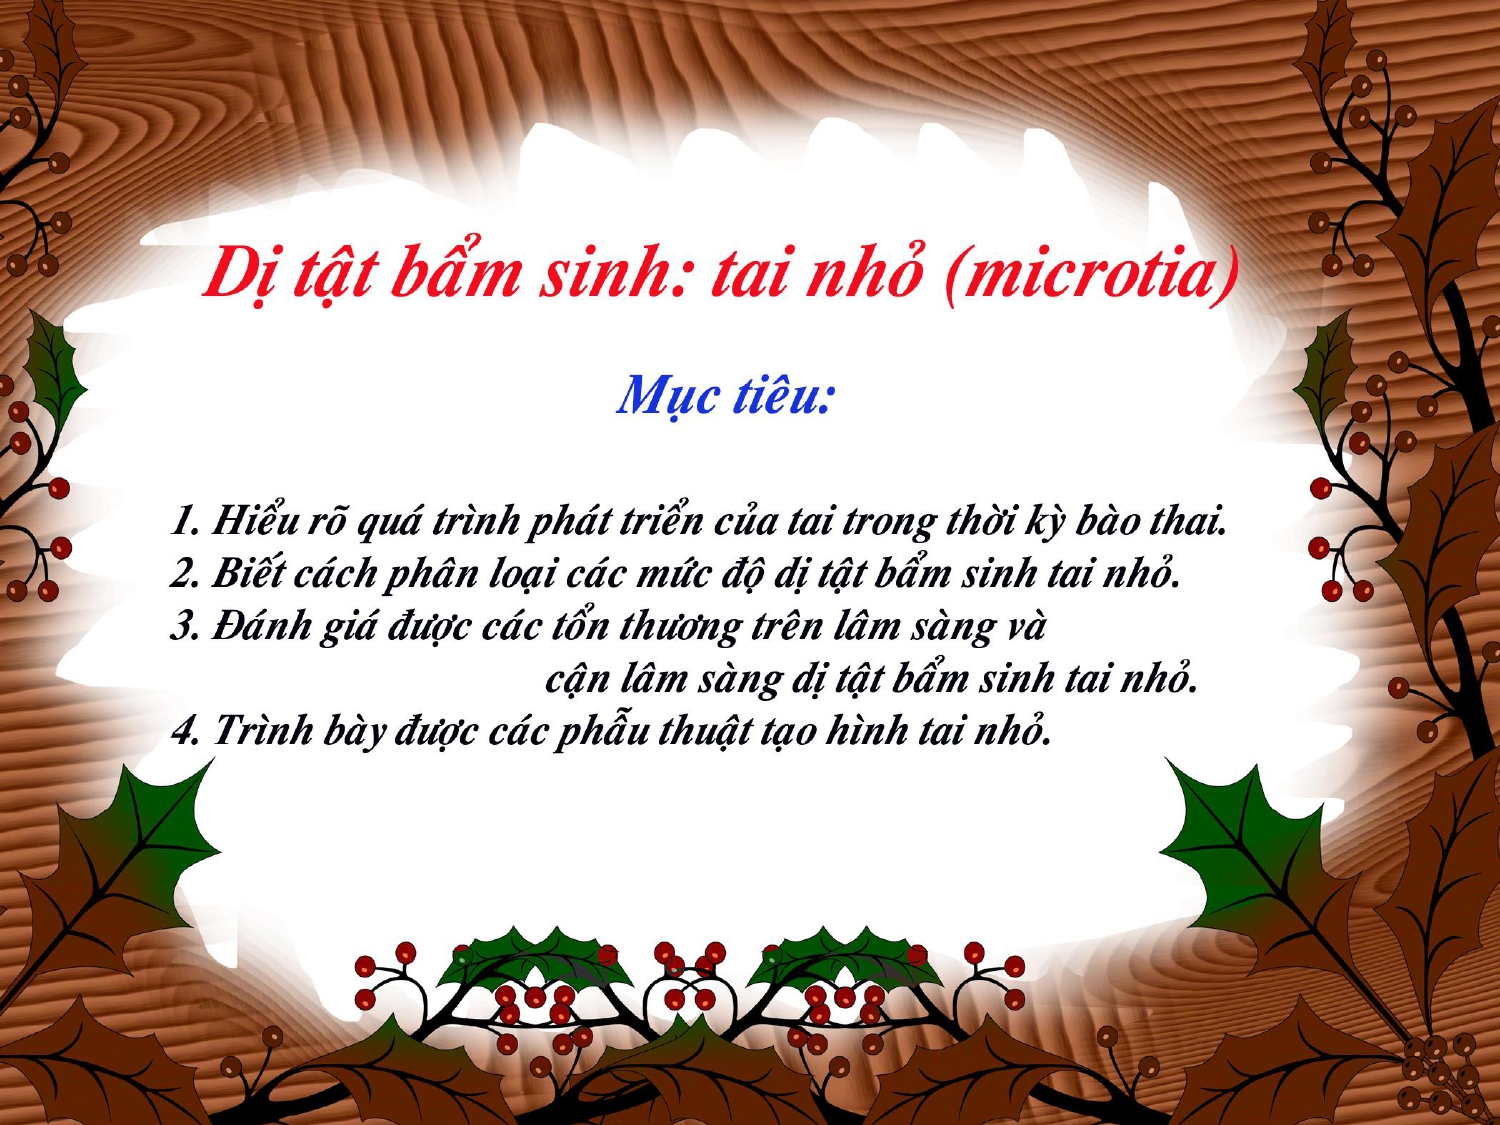 Dị tật bẩm sinh: tai nhỏ (microtia)
Mục tiêu:
1. Hiểu rõ quá trình phát triển của tai trong thời kỳ bào thai.
2. Biết cách phân loại các mức độ dị tật bẩm sinh tai nhỏ.
3. Đánh giá được các tổn thương trên lâm sàng và
cận lâm sàng dị tật bẩm sinh tai nhỏ.
4. Trình bày được các phẫu thuật tạo hình tai nhỏ.